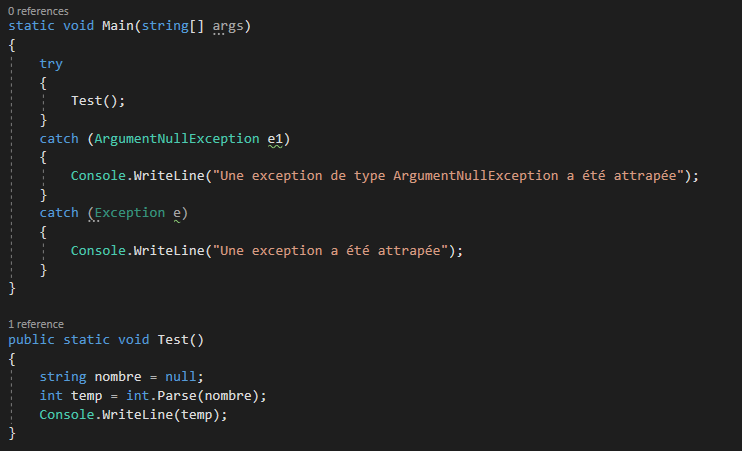 0 references
static void Main(string[] args)
{
try
{
Test();
}
catch (ArgumentNullException e1)
{
Console.WriteLine("Une exception de type ArgumentNullException a été attrapée");
}
catch (Exception e)
{
Console.WriteLine("Une exception a été attrapée");
}
}
1 reference
public static void Test()
{
string nombre = null;
int temp = int.Parse(nombre);
Console.WriteLine(temp);
}